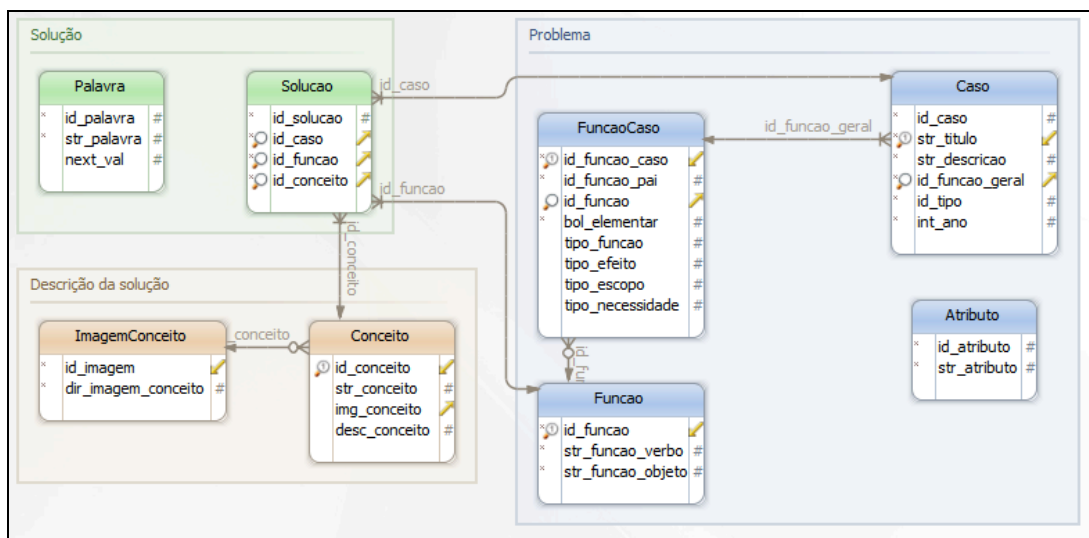 Solução
Palavra
id_palavra #
str_palavra #
next_val #
Solucao
id_solucao #
id_caso
id_funcao
id_conceito
id_caso
id_funcao
id_conceito
Descrição da solução
ImagemConceito
id_imagem
dir_imagem_conceito #
_conceito
Conceito
id_conceito
str_conceito #
img_conceito
desc_conceito #
Problema
FuncaoCaso
id_funcao_caso
id_funcao_pai #
id_funcao
bol_elementar #
tipo_funcao #
tipo_efeito #
tipo_escopo #
tipo_necessidade #
id_funcao_geral
Caso
id_caso #
str_titulo
str_descricao #
id_funcao_geral
id_tipo #
int_ano #
id_fur
Funcao
id_funcao
str_funcao_verbo #
str_funcao_objeto #
Atributo
id_atributo #
str_atributo #